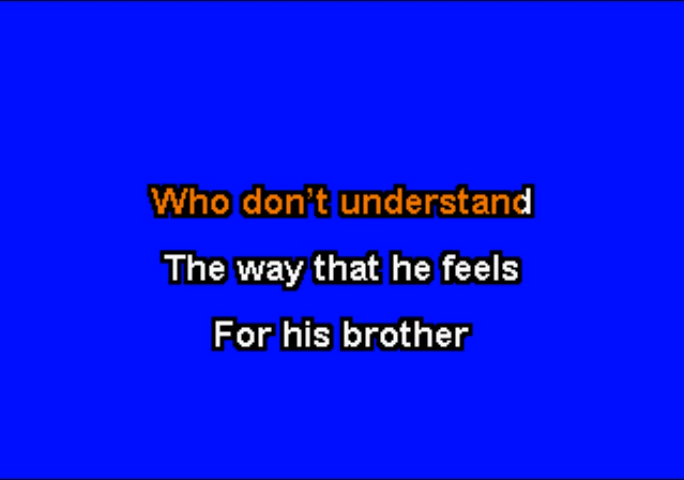 Who don't understand
The way that he feels
For his brother